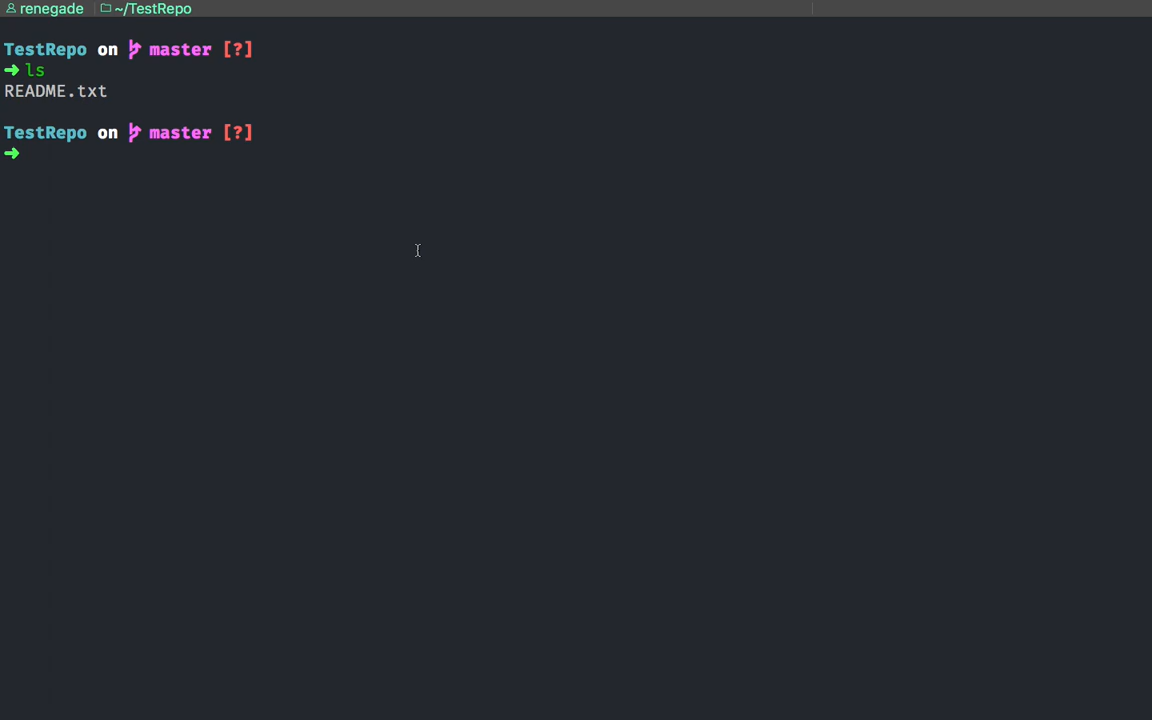 renegade ~/TestRepo
TestRepo on master [?]
➜ ls
README.txt
TestRepo on master [?]
➜